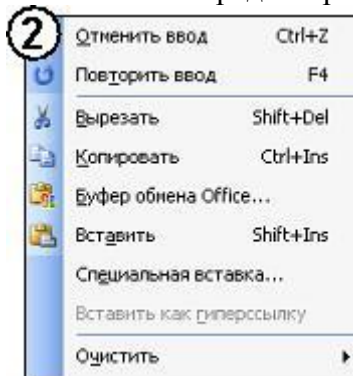 2
Отменить ввод Ctrl+Z
Повторить ввод F4
Вырезать Shift+Del
Копировать Ctrl+Ins
Буфер обмена Office...
Вставить Shift+Ins
Специальная вставка...
Вставить как гиперссылку
Очистить